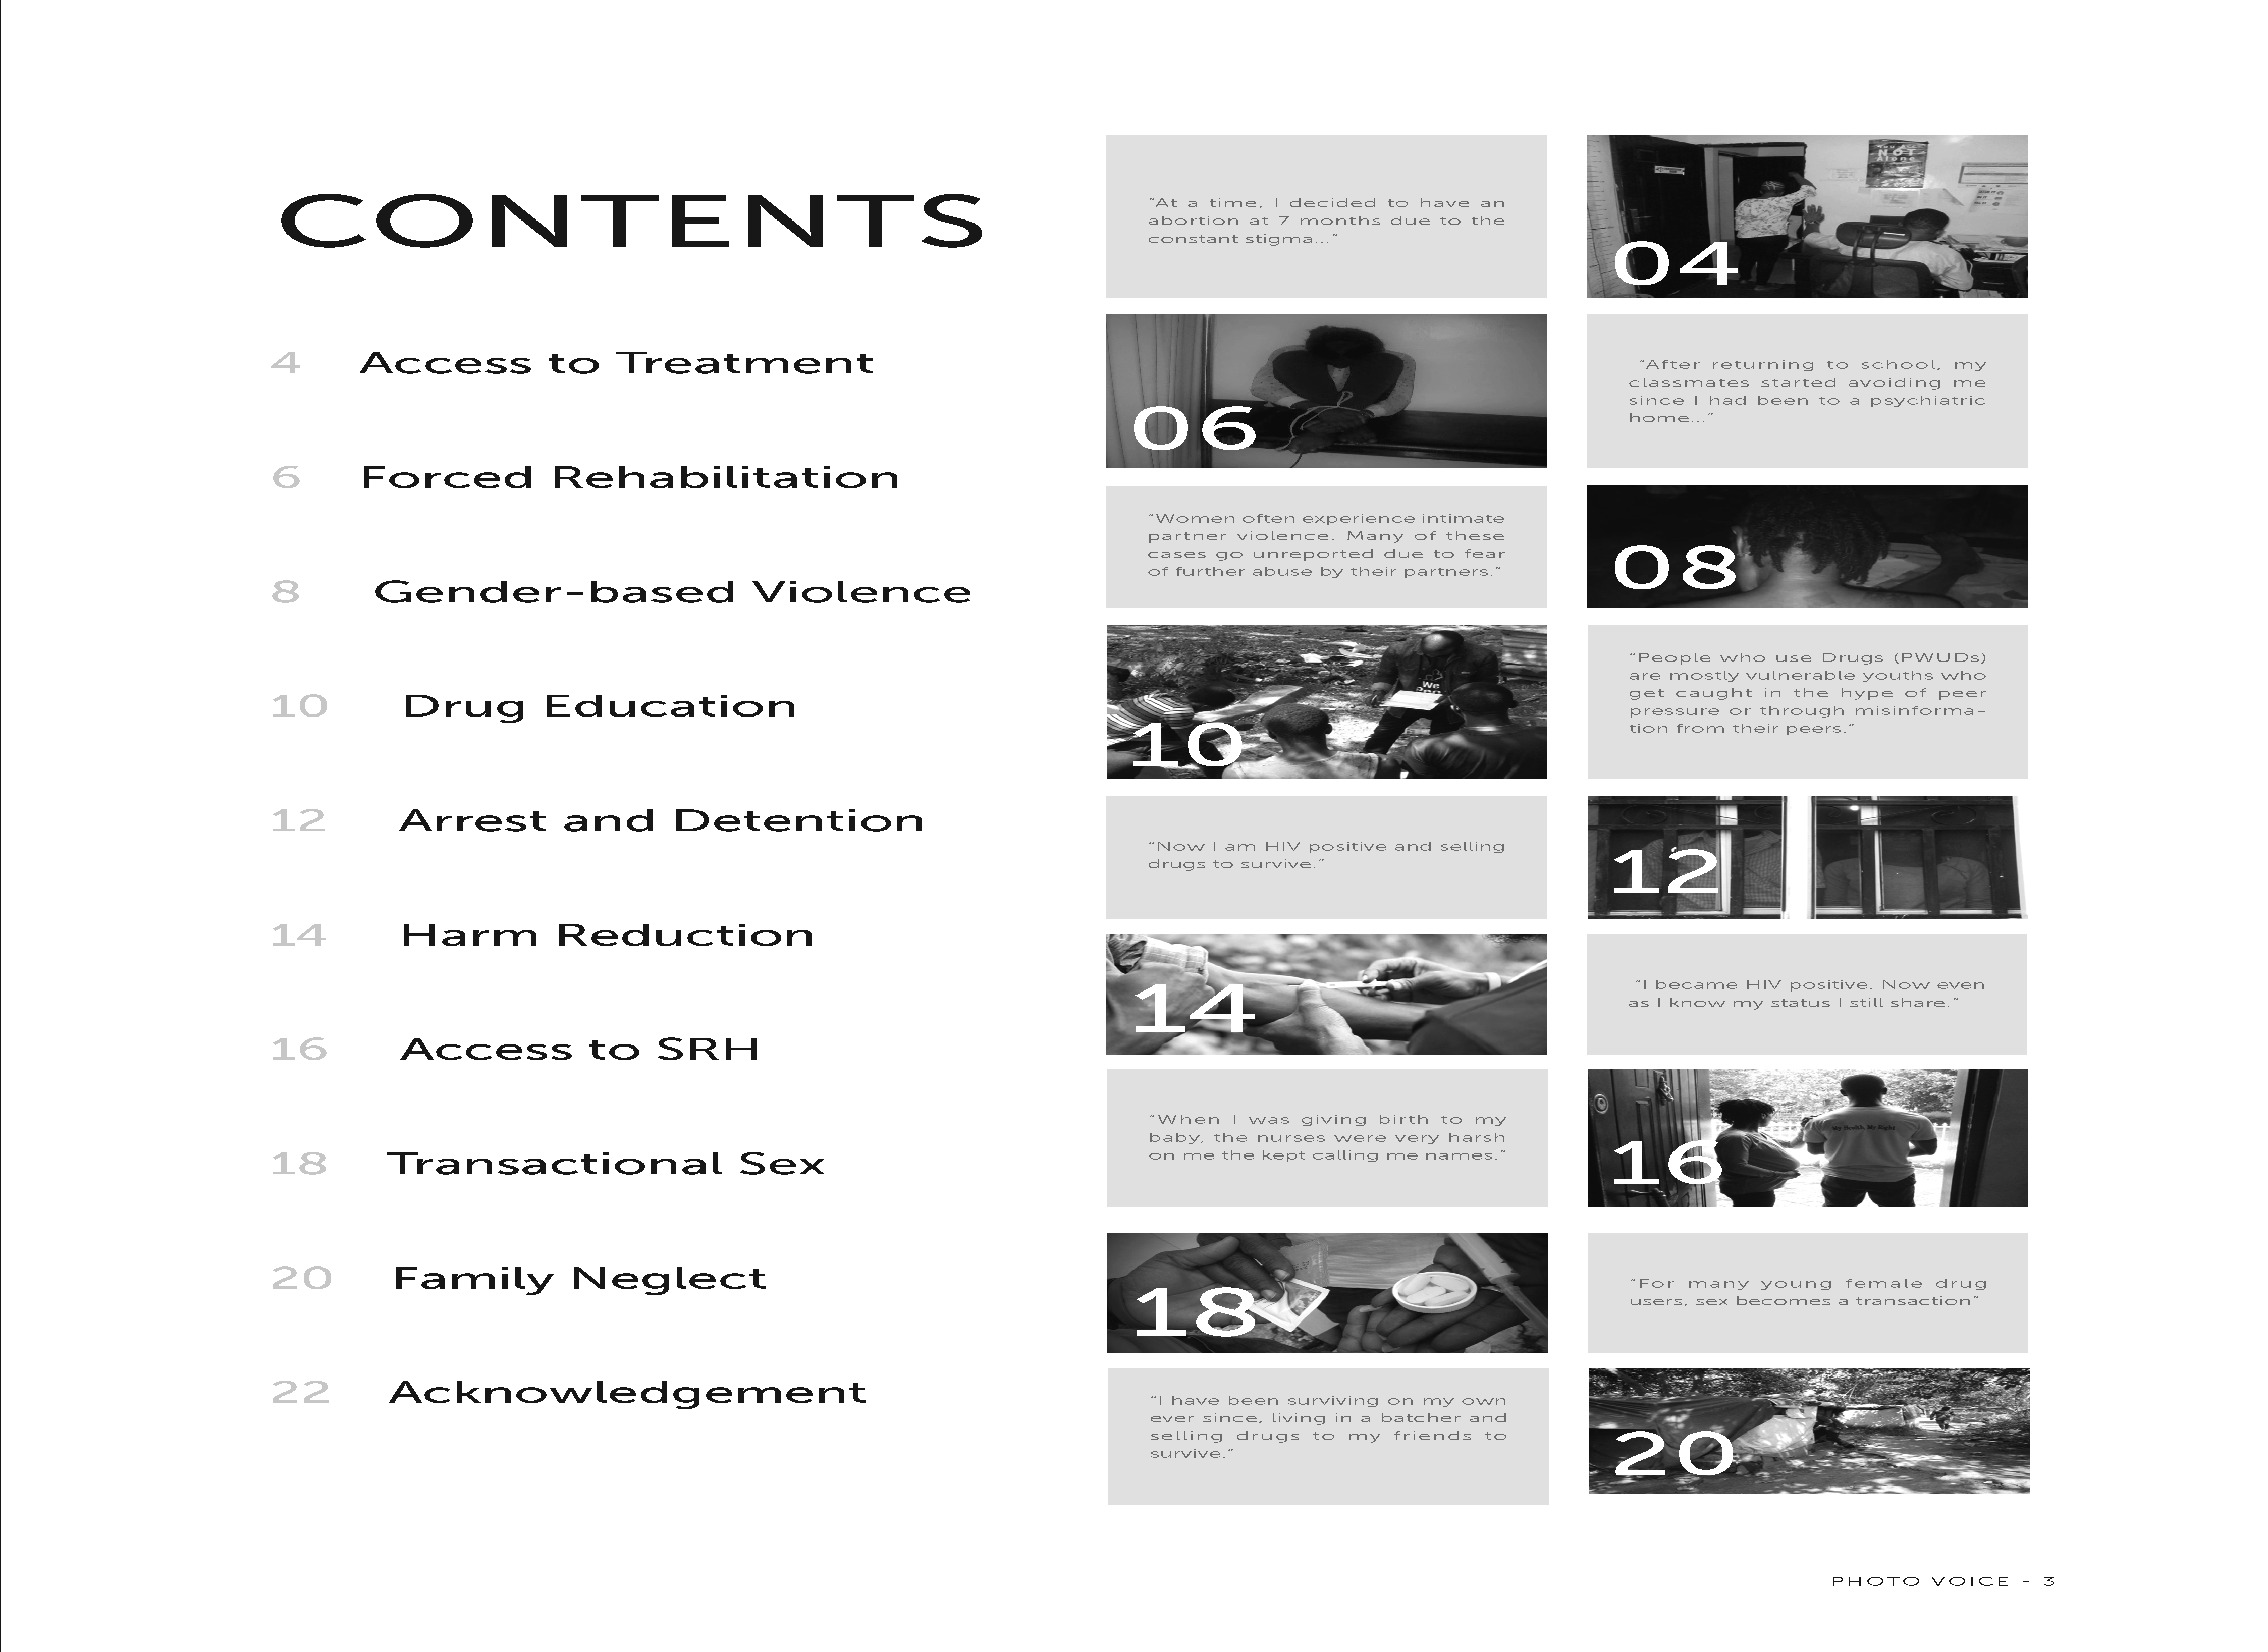 CONTENTS
4 Access to Treatment
6 Forced Rehabilitation
8 Gender-based Violence
10 Drug Education
12 Arrest and Detention
14 Harm Reduction
16 Access to SRH
18 Transactional Sex
20 Family Neglect
22 Acknowledgement
“At a time, I decided to have an
abortion at 7 months due to the
constant stigma...”
NOT
Alone
04
06
“After returning to school, my
classmates started avoiding me
since I had been to a psychiatric
home...”
“Women often experience intimate
partner violence. Many of these
cases go unreported due to fear
of further abuse by their partners.”
08
We
10
“People who use Drugs (PWUDs)
are mostly vulnerable youths who
get caught in the hype of peer
pressure or through misinforma-
tion from their peers.”
“Now I am HIV positive and selling
drugs to survive.”
12
14
“I became HIV positive. Now even
as I know my status I still share.”
“When I was giving birth to my
baby, the nurses were very harsh
on me the kept calling me names.”
My Health, My Right
16
18
“For many young female drug
users, sex becomes a transaction”
“I have been surviving on my own
ever since, living in a batcher and
selling drugs to my friends to
survive.”
20
PHOTO VOICE - 3